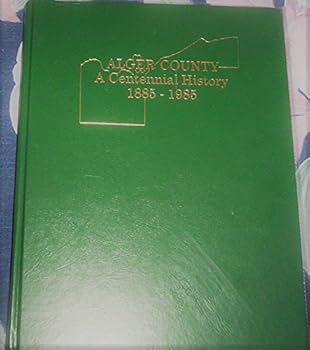 ALGER COUNTY
A Centennial History
1885 - 1985